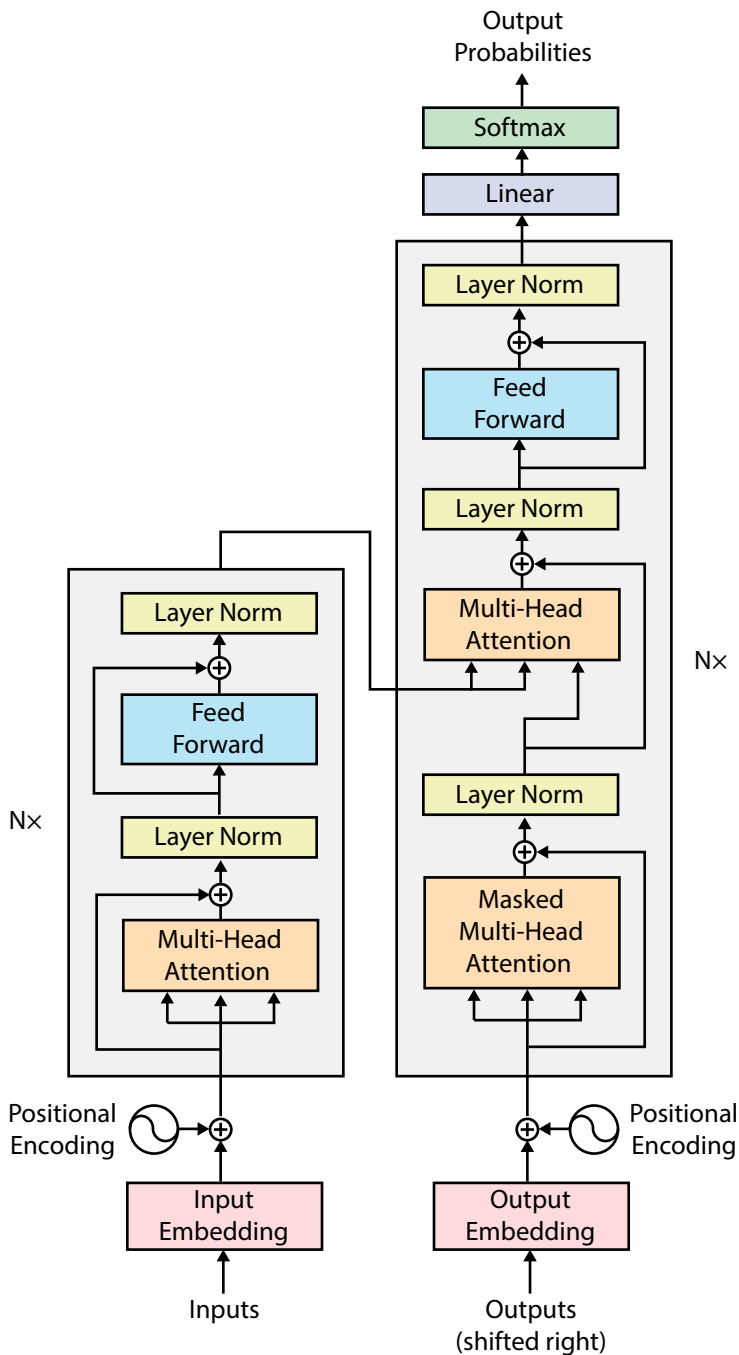 Output
Probabilities
Softmax
Linear
Layer Norm
Feed
Forward
Layer Norm
Multi-Head
Attention
N×
Layer Norm
Masked
Multi-Head
Attention
Positional
Encoding
Output
Embedding
Outputs
(shifted right)
Layer Norm
Feed
Forward
N×
Layer Norm
Multi-Head
Attention
Positional
Encoding
Input
Embedding
Inputs